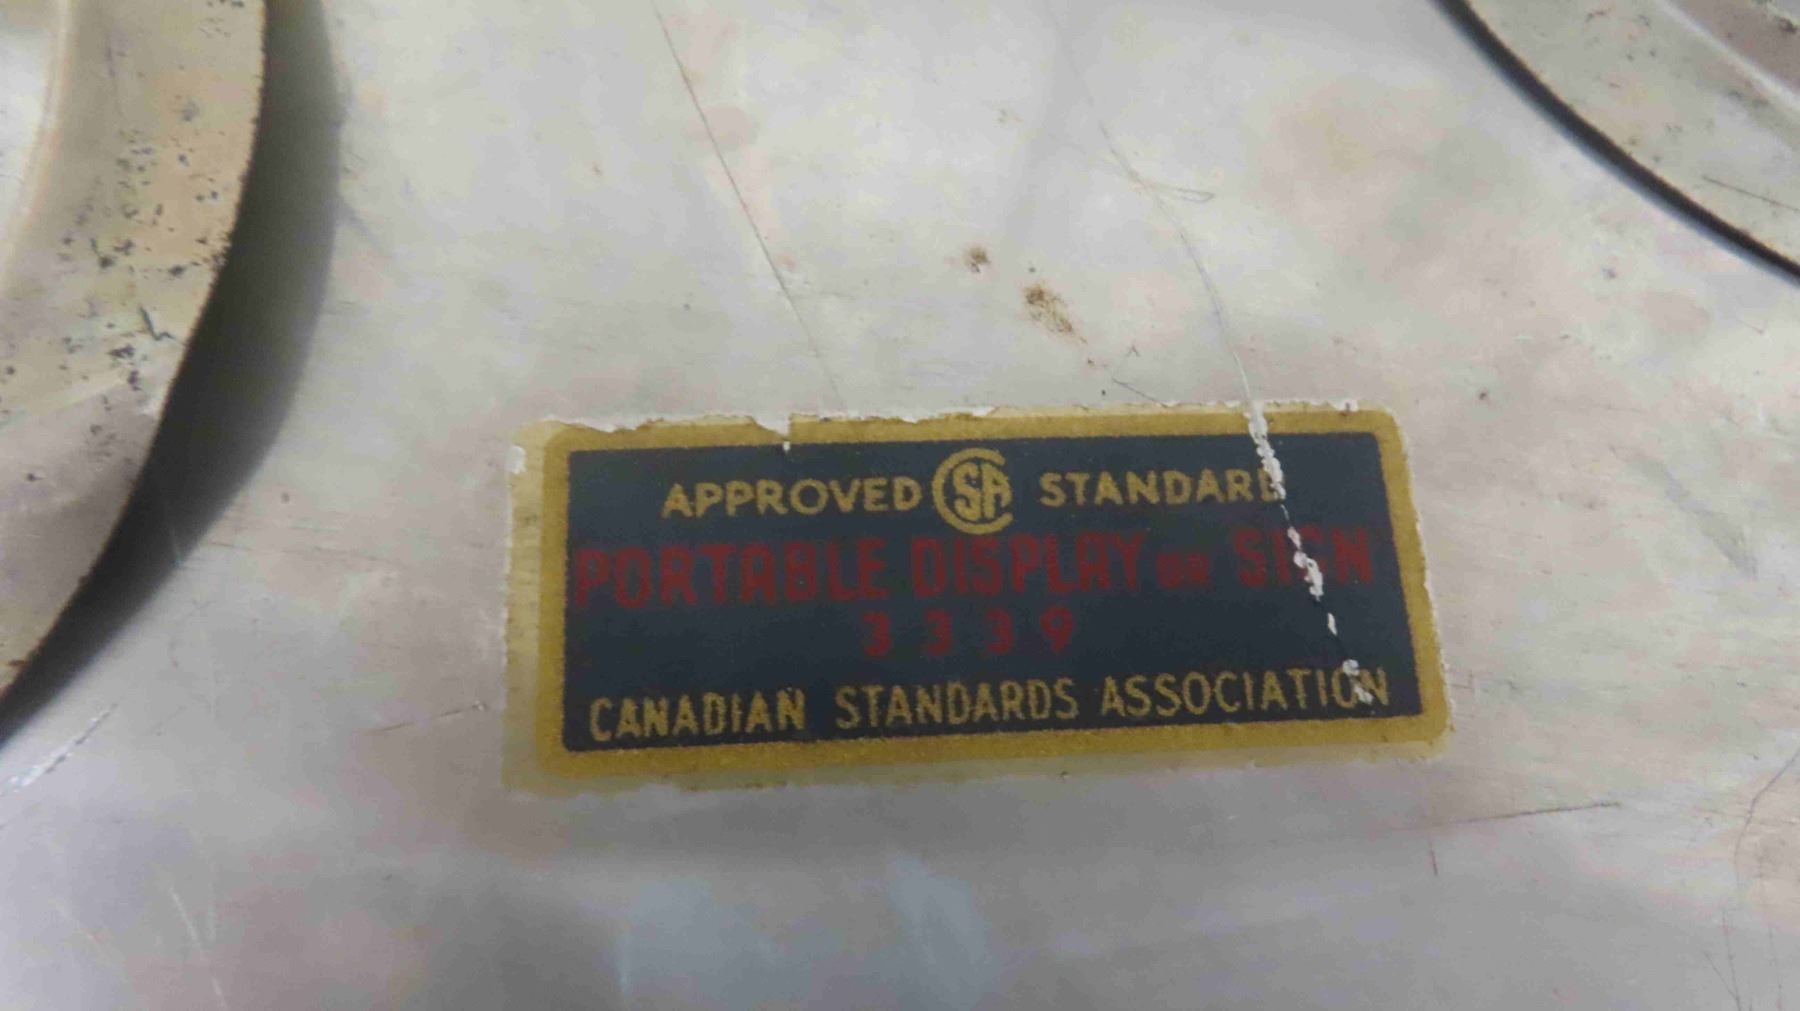 APPROVED CSA STANDARD
PORTABLE DISPLAY OR SIGN
3339
CANADIAN STANDARDS ASSOCIATION